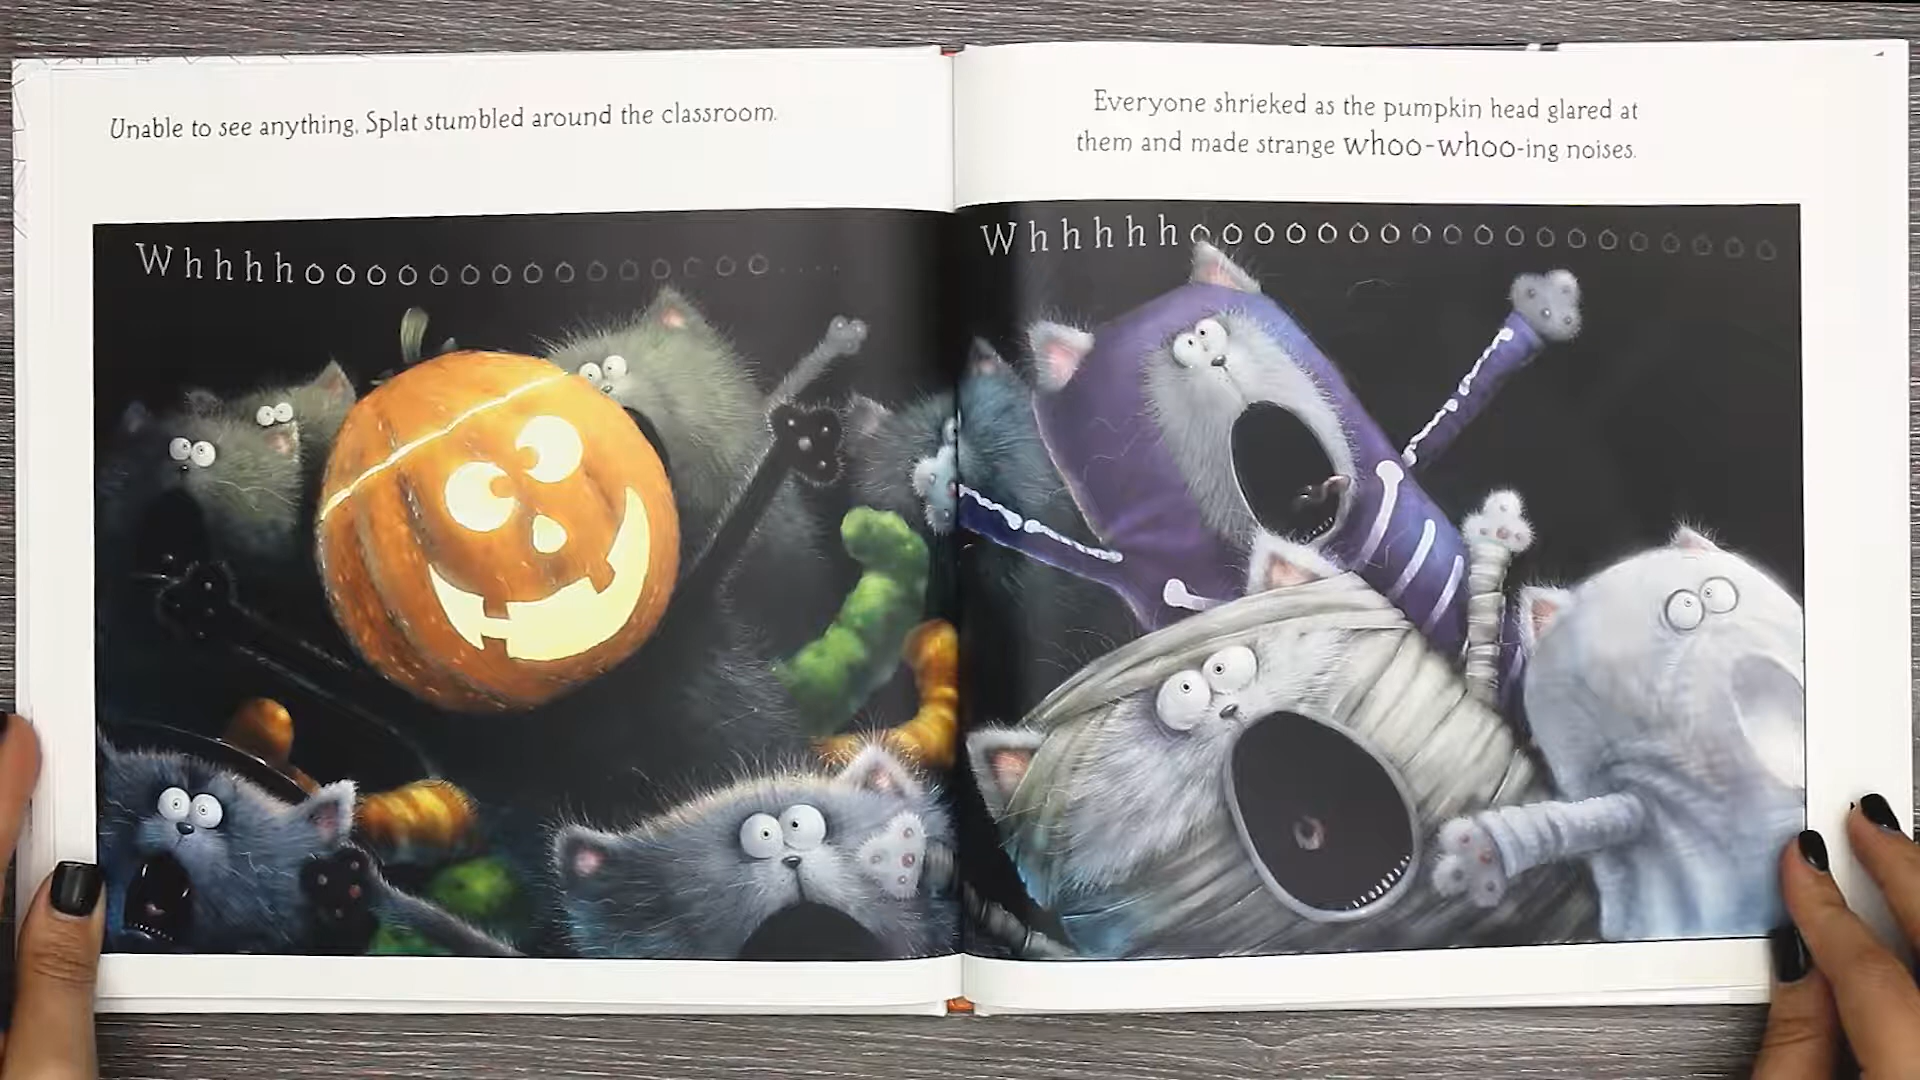 Unable to see anything, Splat stumbled around the classroom.
Whhhhoooooooooooooooo....
Everyone shrieked as the pumpkin head glared at
them and made strange whoo-whoo-ing noises.
Whhhhhooooooooooooooooooo